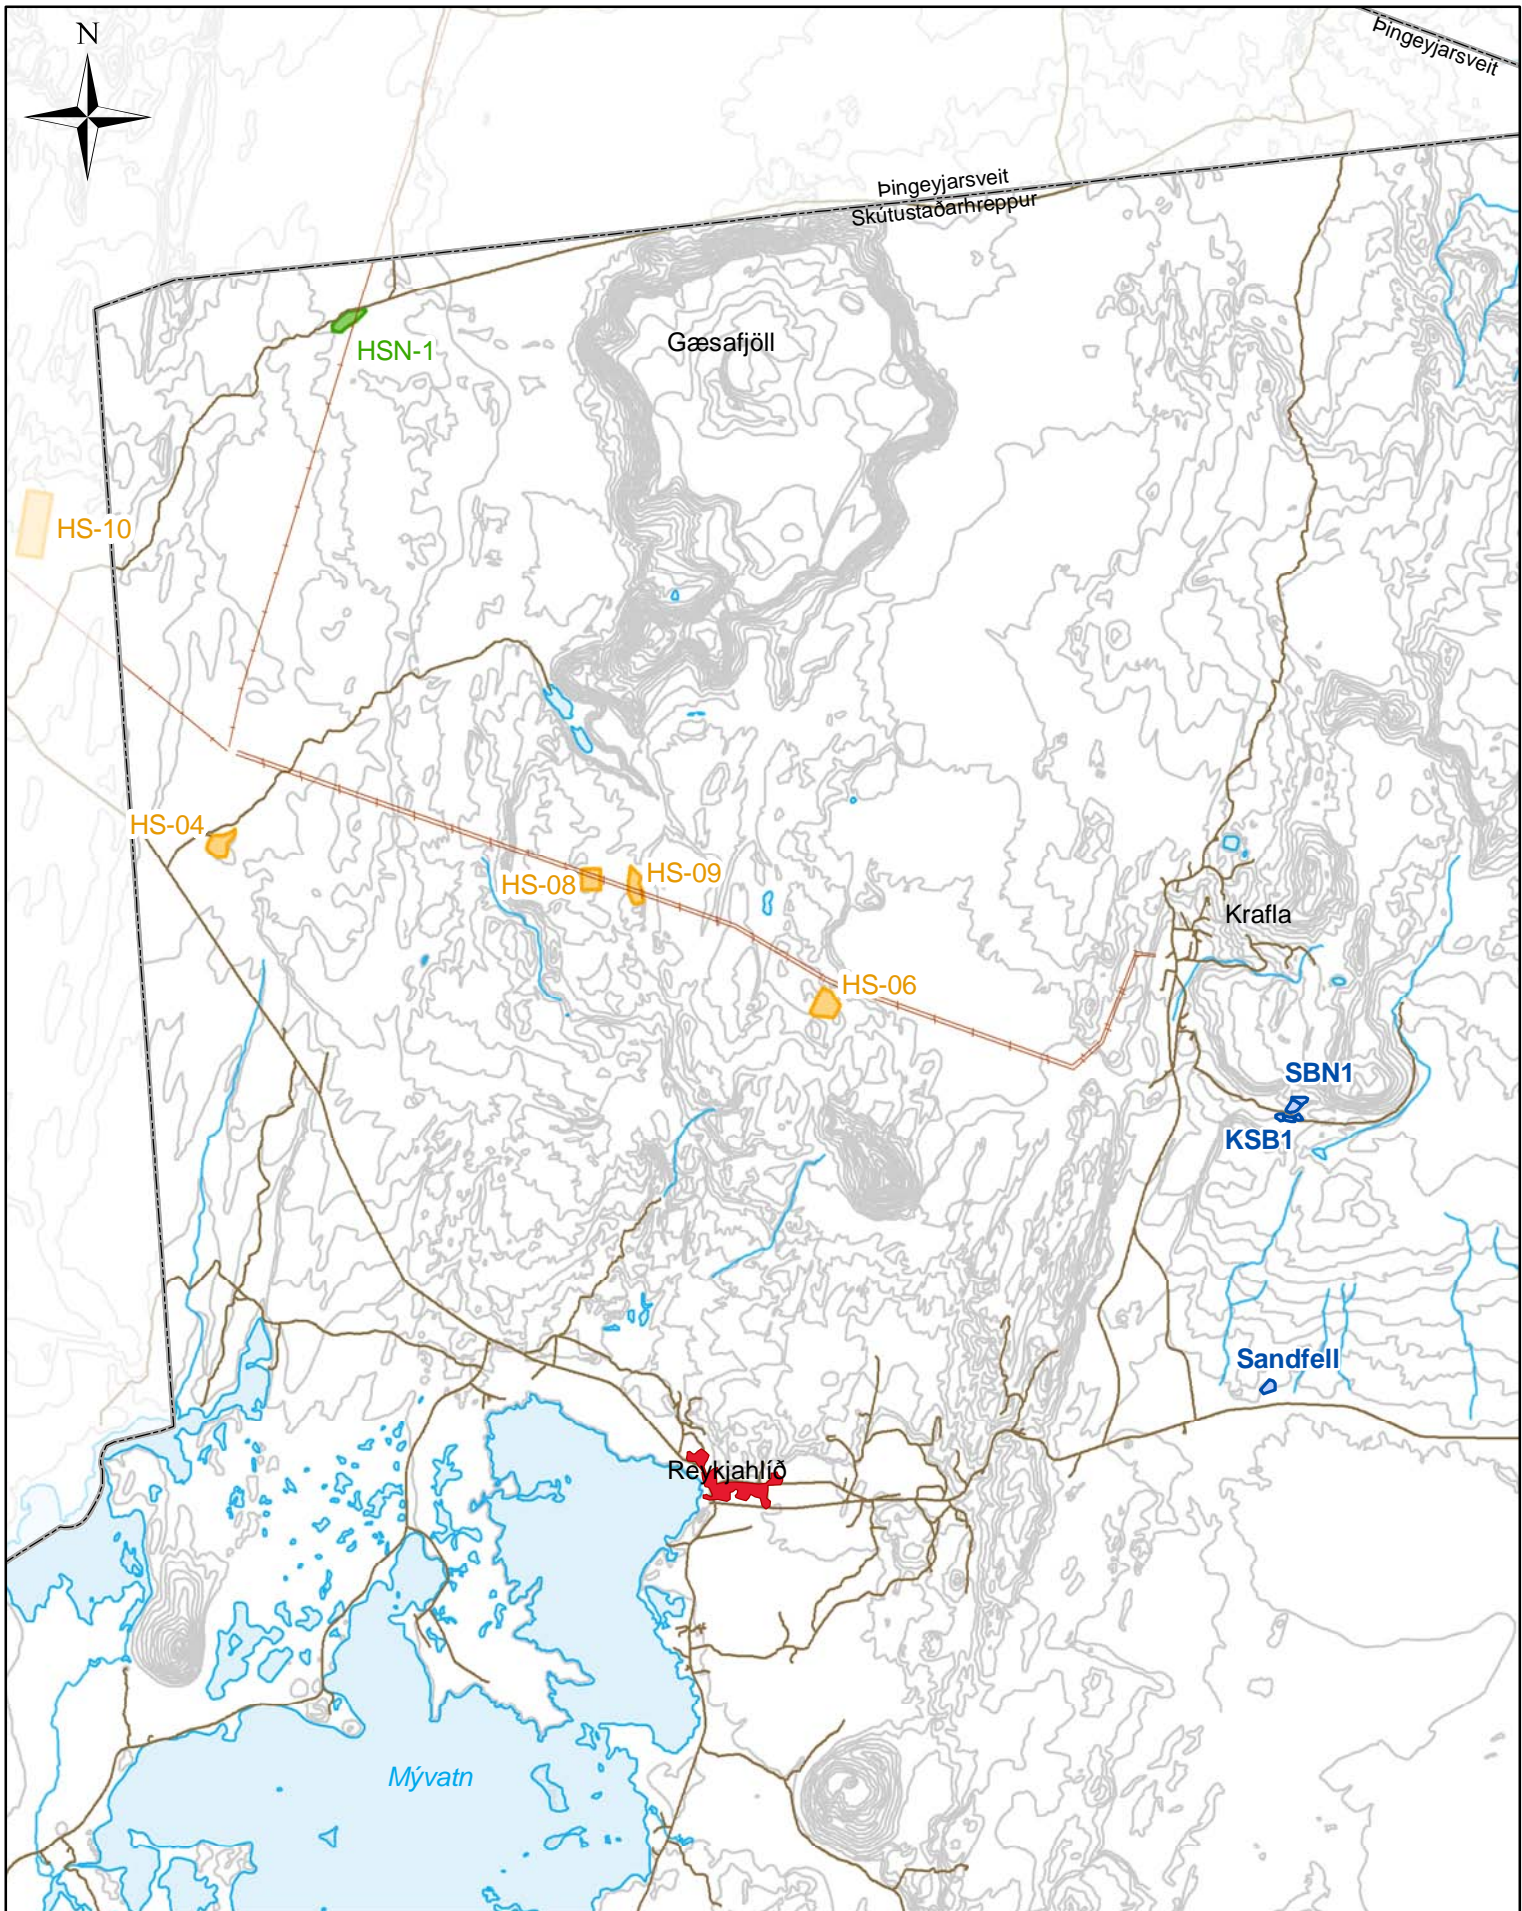 N
Þingeyjarsveit
Þingeyjarsveit
Skútustaðarhreppur
HSN-1
Gæsafjöll
HS-10
HS-04
HS-08
HS-09
Krafla
HS-06
SBN1
KSB1
Sandfell
Reykjahlíð
Mývatn